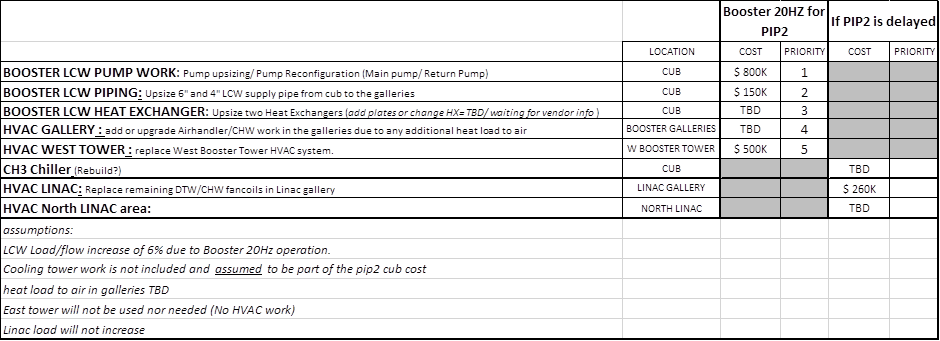 Booster 20HZ for PIP2 If PIP2 is delayed
LOCATION COST PRIORITY COST PRIORITY
BOOSTER LCW PUMP WORK: Pump upsizing/ Pump Reconfiguration (Main pump/ Return Pump) CUB $ 800K 1
BOOSTER LCW PIPING: Upsize 6" and 4" LCW supply pipe from cub to the galleries CUB $ 150K 2
BOOSTER LCW HEAT EXCHANGER: Upsize two Heat Exchangers (add plates or change HX=TBD/ waiting for vendor info ) CUB TBD 3
HVAC GALLERY : add or upgrade Airhandler/CHW work in the galleries due to any additional heat load to air BOOSTER GALLERIES TBD 4
HVAC WEST TOWER : replace West Booster Tower HVAC system. W BOOSTER TOWER $ 500K 5
CH3 Chiller (Rebuild?) CUB TBD
HVAC LINAC: Replace remaining DTW/CHW fancoils in Linac gallery LINAC GALLERY $ 260K
HVAC North LINAC area: NORTH LINAC TBD
assumptions:
LCW Load/flow increase of 6% due to Booster 20Hz operation.
Cooling tower work is not included and assumed to be part of the pip2 cub cost
heat load to air in galleries TBD
East tower will not be used nor needed (No HVAC work)
Linac load will not increase